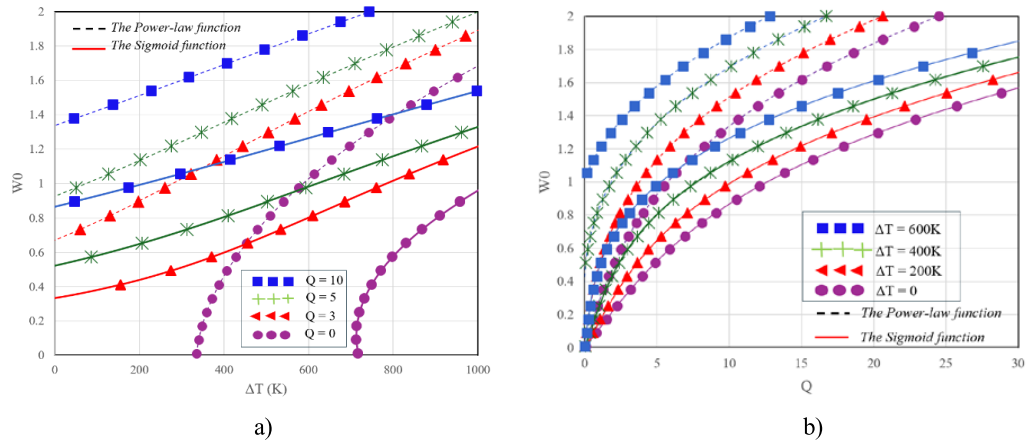 The Power-law function
The Sigmoid function
W0
2
1.8
1.6
1.4
1.2
1
0.8
0.6
0.4
0.2
0
Q = 10
Q = 5
Q = 3
Q = 0
0 200 400 600 800 1000
ΔT (K)
a)
W0
2
1.8
1.6
1.4
1.2
1
0.8
0.6
0.4
0.2
0
ΔT = 600K
ΔT = 400K
ΔT = 200K
ΔT = 0
The Power-law function
The Sigmoid function
0 5 10 15 20 25 30
Q
b)